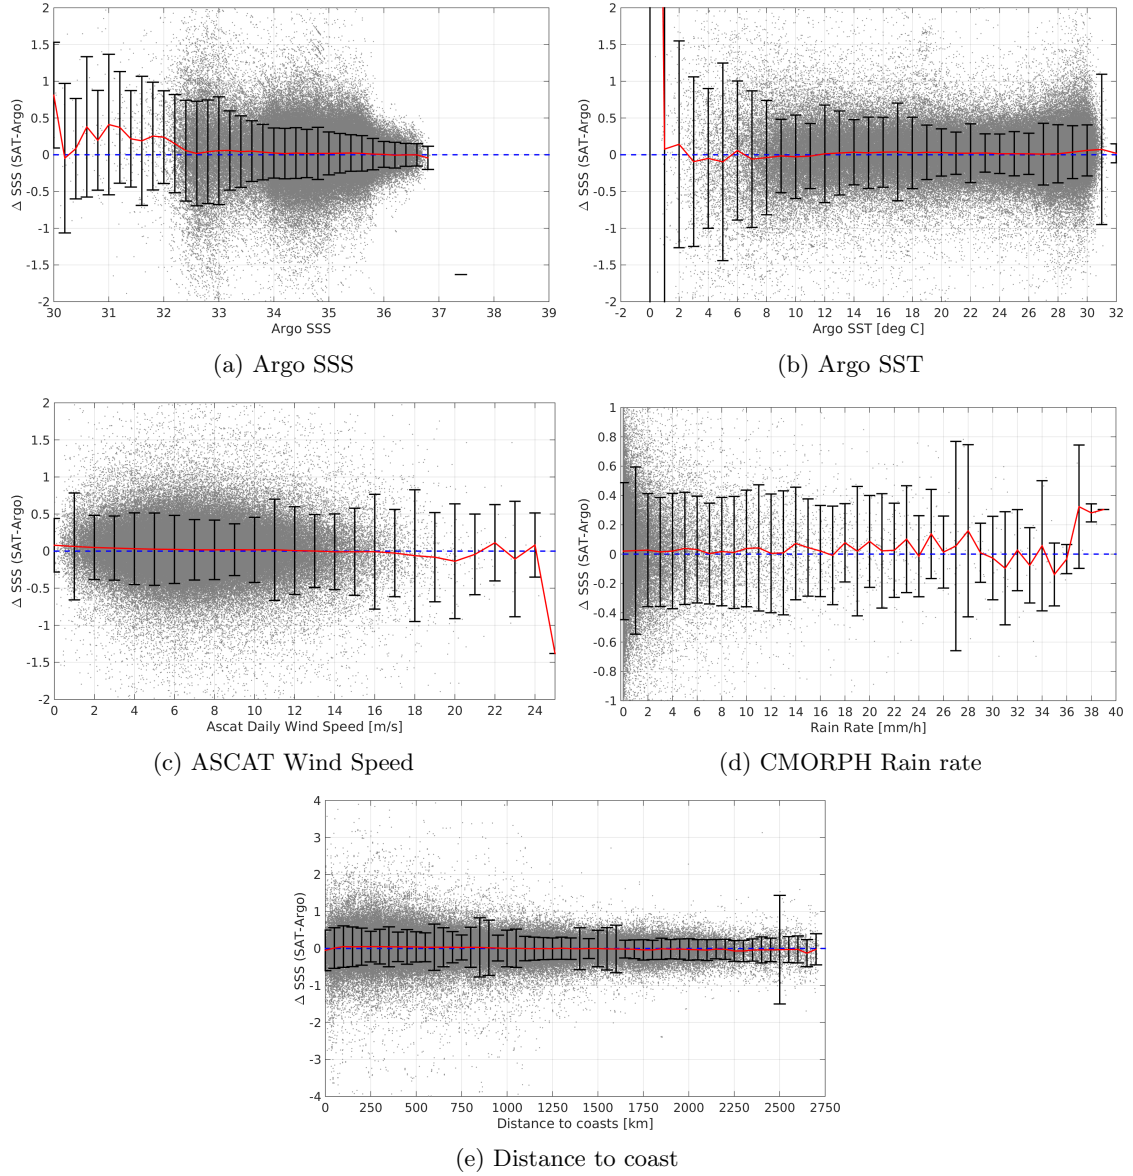 2
1.5
1
0.5
0
-0.5
-1
-1.5
-2
Δ SSS (SAT-Argo)
30 31 32 33 34 35 36 37 38 39
Argo SSS
(a) Argo SSS
2
1.5
1
0.5
0
-0.5
-1
-1.5
-2
Δ SSS (SAT-Argo)
-2 0 2 4 6 8 10 12 14 16 18 20 22 24 26 28 30 32
Argo SST [deg C]
(b) Argo SST
2
1.5
1
0.5
0
-0.5
-1
-1.5
-2
Δ SSS (SAT-Argo)
0 2 4 6 8 10 12 14 16 18 20 22 24
Ascat Daily Wind Speed [m/s]
(c) ASCAT Wind Speed
1
0.8
0.6
0.4
0.2
0
-0.2
-0.4
-0.6
-0.8
-1
Δ SSS (SAT-Argo)
0 2 4 6 8 10 12 14 16 18 20 22 24 26 28 30 32 34 36 38 40
Rain Rate [mm/h]
(d) CMORPH Rain rate
4
3
2
1
0
-1
-2
-3
-4
Δ SSS (SAT-Argo)
0 250 500 750 1000 1250 1500 1750 2000 2250 2500 2750
Distance to coasts [km]
(e) Distance to coast